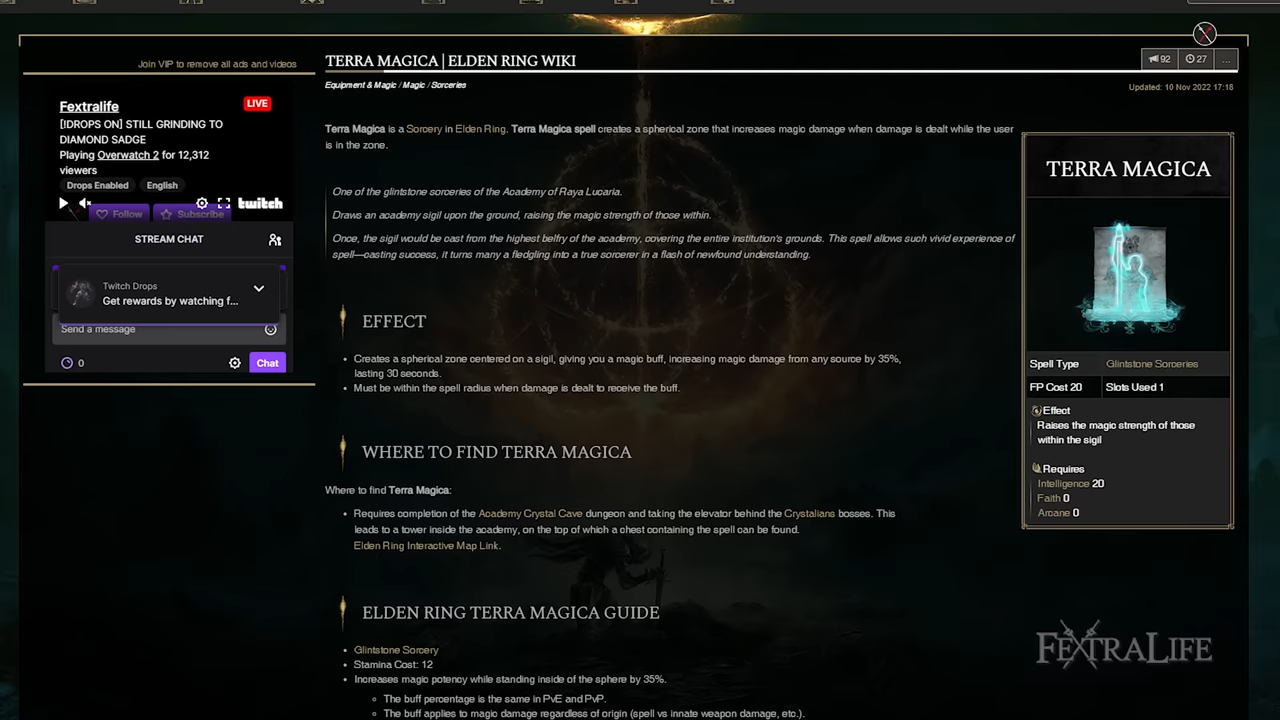 Join VIP to remove all ads and videos
Fextralife
LIVE
[!DROPS ON] STILL GRINDING TO
DIAMOND SADGE
Playing Overwatch 2 for 12,312
viewers
Drops Enabled
English
twitch
Follow
Subscribe
STREAM CHAT
Twitch Drops
Get rewards by watching f...
Send a message
0
Chat
TERRA MAGICA | ELDEN RING WIKI
92
27
...
Equipment & Magic / Magic / Sorceries
Updated: 10 Nov 2022 17:18
Terra Magica is a Sorcery in Elden Ring. Terra Magica spell creates a spherical zone that increases magic damage when damage is dealt while the user
is in the zone.
One of the glintstone sorceries of the Academy of Raya Lucaria.
Draws an academy sigil upon the ground, raising the magic strength of those within.
Once, the sigil would be cast from the highest belfry of the academy, covering the entire institution's grounds. This spell allows such vivid experience of
spell—casting success, it turns many a fledgling into a true sorcerer in a flash of newfound understanding.
EFFECT
• Creates a spherical zone centered on a sigil, giving you a magic buff, increasing magic damage from any source by 35%,
lasting 30 seconds.
• Must be within the spell radius when damage is dealt to receive the buff.
WHERE TO FIND TERRA MAGICA
Where to find Terra Magica:
• Requires completion of the Academy Crystal Cave dungeon and taking the elevator behind the Crystalians bosses. This
leads to a tower inside the academy, on the top of which a chest containing the spell can be found.
Elden Ring Interactive Map Link.
ELDEN RING TERRA MAGICA GUIDE
• Glintstone Sorcery
• Stamina Cost: 12
• Increases magic potency while standing inside of the sphere by 35%.
The buff percentage is the same in PvE and PvP.
The buff applies to magic damage regardless of origin (spell vs innate weapon damage, etc.).
TERRA MAGICA
Spell Type Glintstone Sorceries
FP Cost 20 Slots Used 1
Effect
Raises the magic strength of those
within the sigil
Requires
Intelligence 20
Faith 0
Arcane 0
FEXTRALIFE